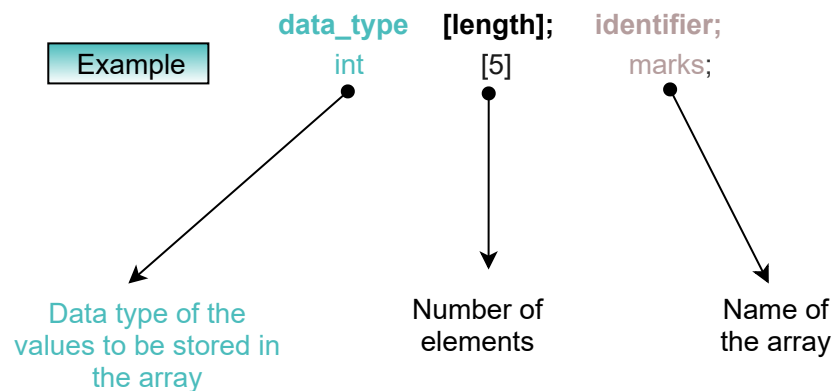 data_type [length]; identifier;
Example int [5] marks;
Data type of the
values to be stored in
the array
Number of
elements
Name of
the array